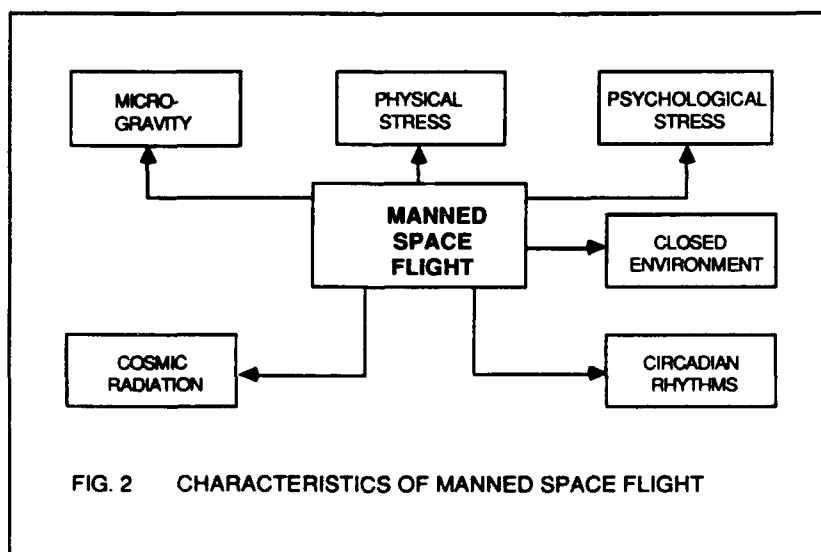 MICRO-
GRAVITY
PHYSICAL
STRESS
PSYCHOLOGICAL
STRESS
MANNED
SPACE
FLIGHT
CLOSED
ENVIRONMENT
COSMIC
RADIATION
CIRCADIAN
RHYTHMS
FIG. 2 CHARACTERISTICS OF MANNED SPACE FLIGHT